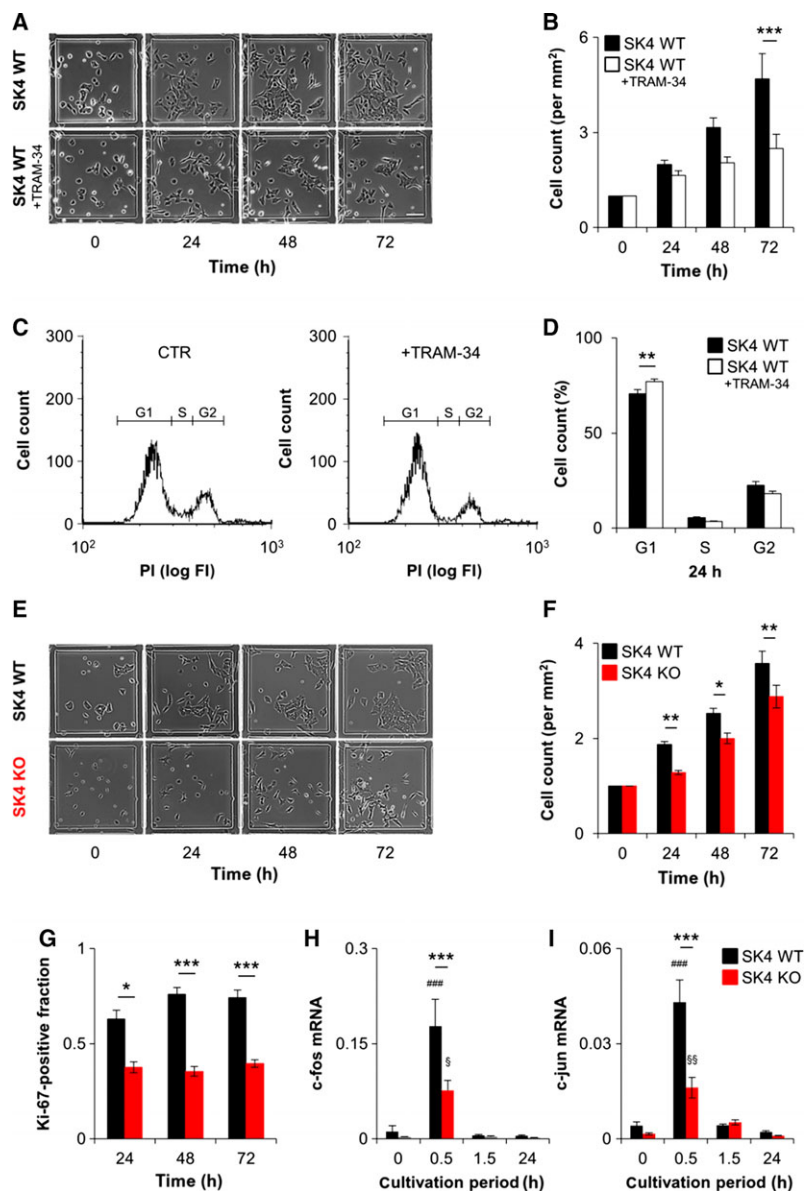 A
SK4 WT
SK4 WT
+TRAM-34
0 24 48 72
Time (h)
B
Cell count (per mm²)
6
3
0
SK4 WT
SK4 WT
+TRAM-34
***
0 24 48 72
Time (h)
C
Cell count
300
200
100
0
CTR
G1 S G2
10² 10³
PI (log FI)
Cell count
300
200
100
0
+TRAM-34
G1 S G2
10² 10³
PI (log FI)
D
Cell count (%)
100
50
0
SK4 WT
SK4 WT
+TRAM-34
**
G1 S G2
24 h
E
SK4 WT
SK4 KO
0 24 48 72
Time (h)
F
Cell count (per mm²)
4
2
0
SK4 WT
SK4 KO
** * **
0 24 48 72
Time (h)
G
Ki-67-positive fraction
1
0.5
0
* *** ***
24 48 72
Time (h)
H
c-fos mRNA
0.3
0.15
0
***
###
§
0 0.5 1.5 24
Cultivation period (h)
I
c-jun mRNA
0.06
0.03
0
***
###
§§
SK4 WT
SK4 KO
0 0.5 1.5 24
Cultivation period (h)